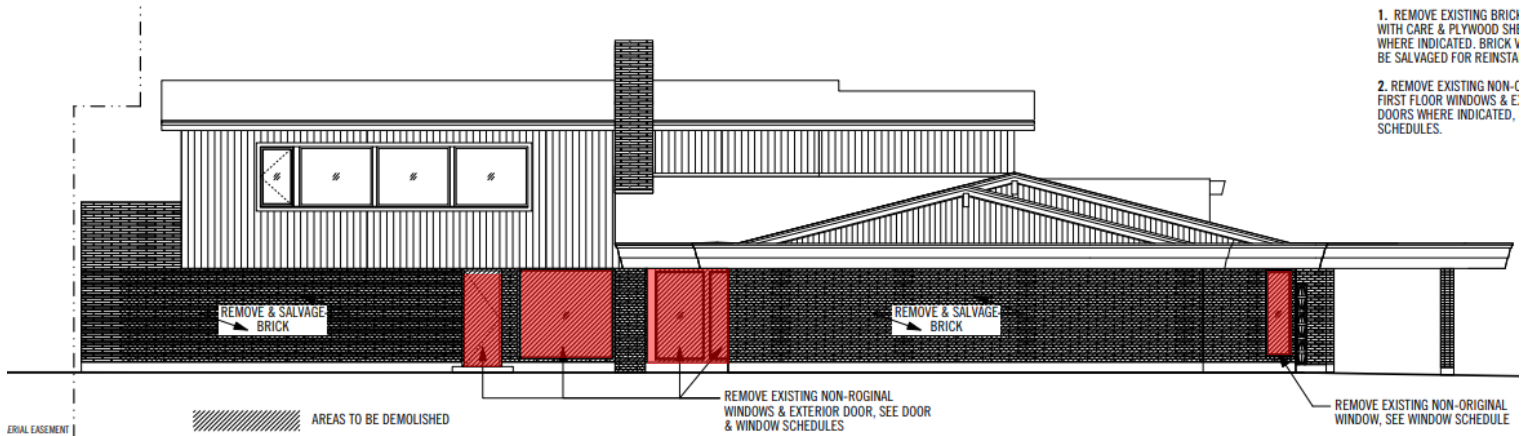 1. REMOVE EXISTING BRICK
WITH CARE & PLYWOOD SHE
WHERE INDICATED. BRICK V
BE SALVAGED FOR REINSTA
2. REMOVE EXISTING NON-O
FIRST FLOOR WINDOWS & EX
DOORS WHERE INDICATED,
SCHEDULES.
REMOVE & SALVAGE
BRICK
REMOVE & SALVAGE
BRICK
REMOVE EXISTING NON-ROGINAL
WINDOWS & EXTERIOR DOOR, SEE DOOR
& WINDOW SCHEDULES
REMOVE EXISTING NON-ORIGINAL
WINDOW, SEE WINDOW SCHEDULE
AREAS TO BE DEMOLISHED
ERIAL EASEMENT